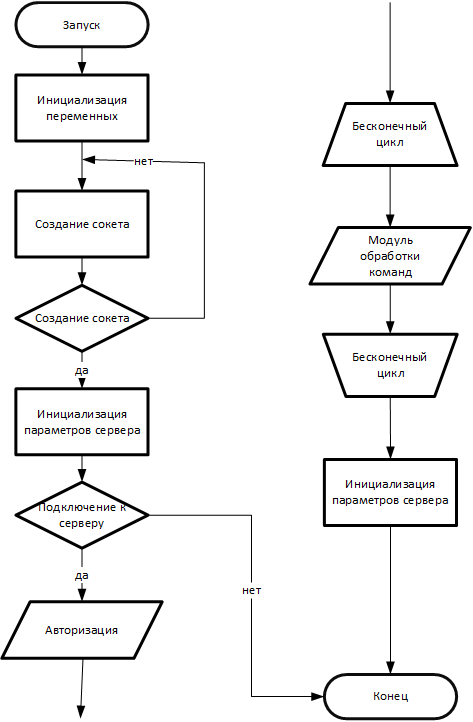 Запуск
Инициализация
переменных
нет
Создание сокета
Создание сокета
да
Инициализация
параметров сервера
Подключение к
серверу
да
нет
Авторизация
Бесконечный
цикл
Модуль
обработки
команд
Бесконечный
цикл
Инициализация
параметров сервера
Конец